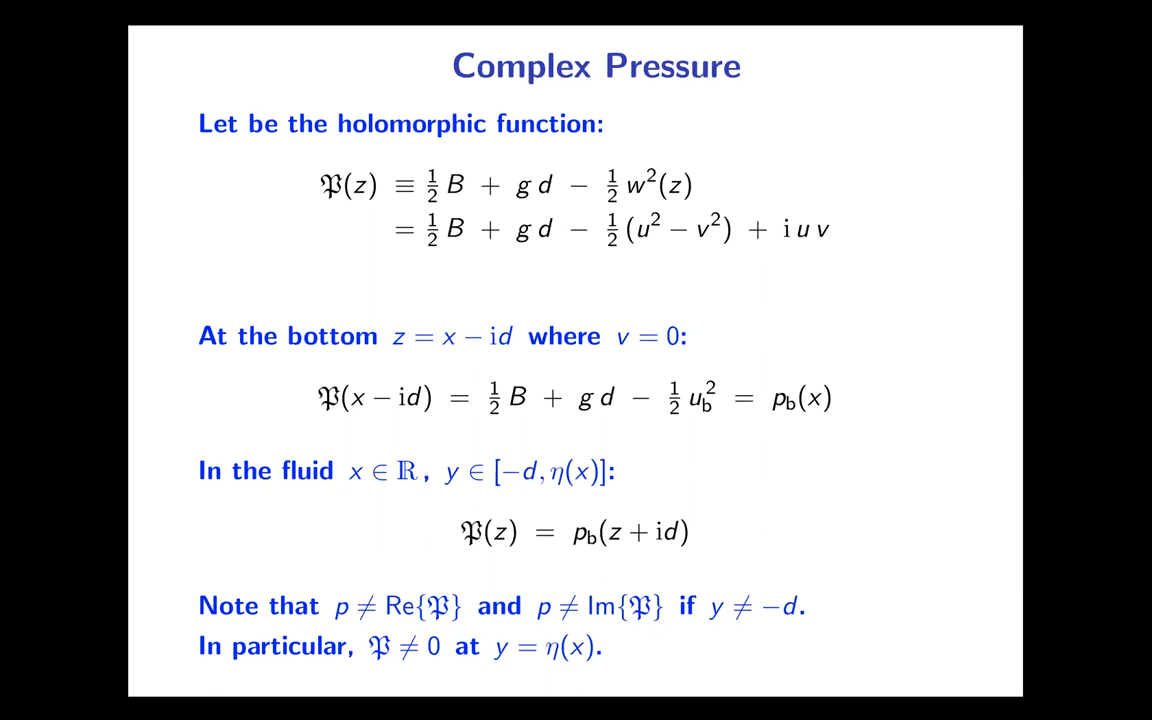 Complex Pressure
Let be the holomorphic function:
𝔓(z) ≡ ½ B + g d − ½ w²(z)
= ½ B + g d − ½ (u² − v²) + i u v
At the bottom z = x − id where v = 0:
𝔓(x − id) = ½ B + g d − ½ u_b² = p_b(x)
In the fluid x ∈ ℝ, y ∈ [−d, η(x)]:
𝔓(z) = p_b(z + id)
Note that p ≠ Re{𝔓} and p ≠ Im{𝔓} if y ≠ −d.
In particular, 𝔓 ≠ 0 at y = η(x).